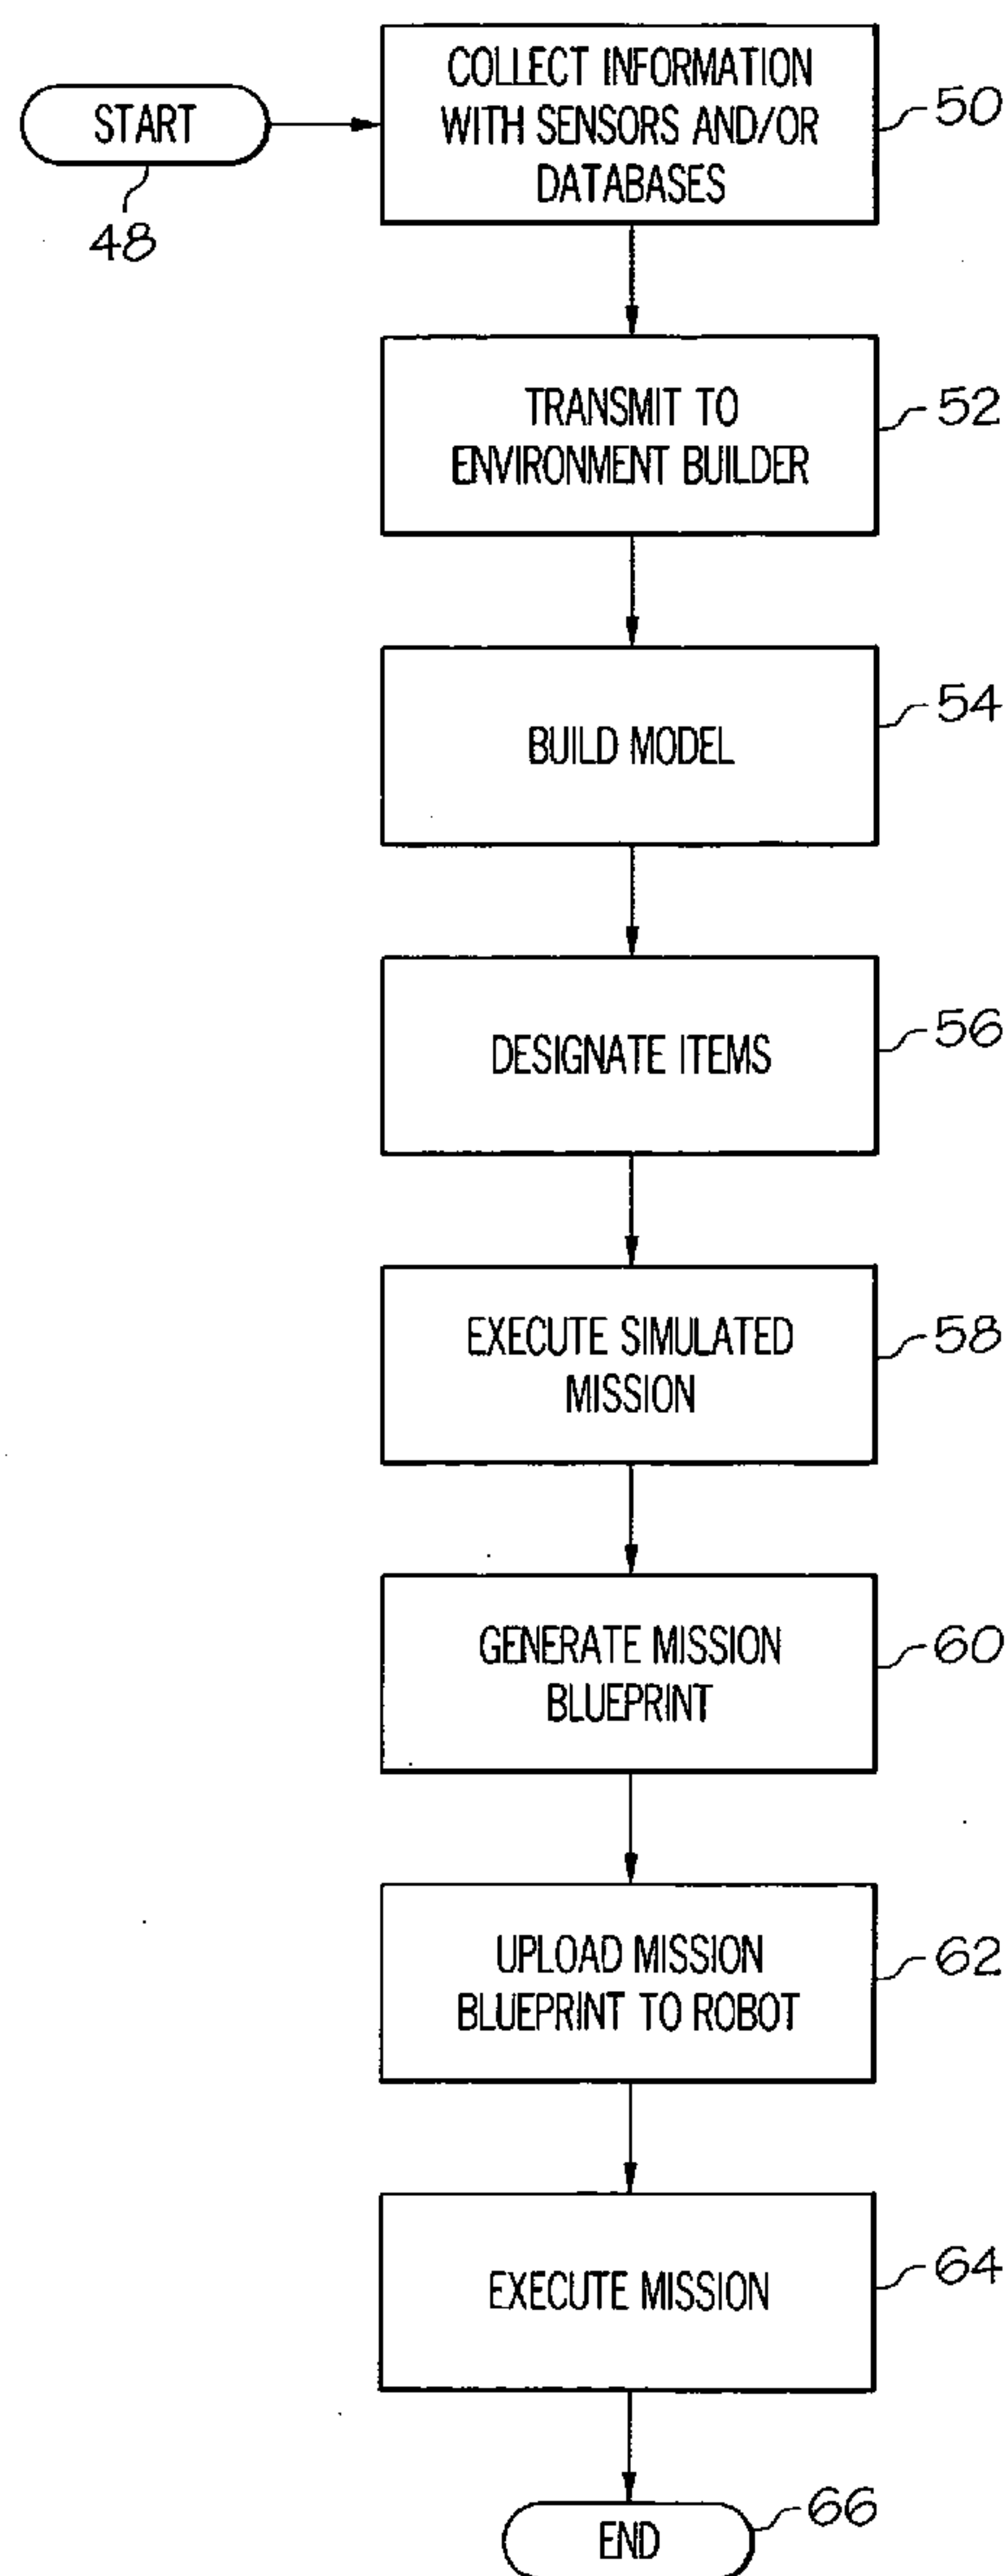 START
48
COLLECT INFORMATION
WITH SENSORS AND/OR
DATABASES
50
TRANSMIT TO
ENVIRONMENT BUILDER
52
BUILD MODEL
54
DESIGNATE ITEMS
56
EXECUTE SIMULATED
MISSION
58
GENERATE MISSION
BLUEPRINT
60
UPLOAD MISSION
BLUEPRINT TO ROBOT
62
EXECUTE MISSION
64
END
66